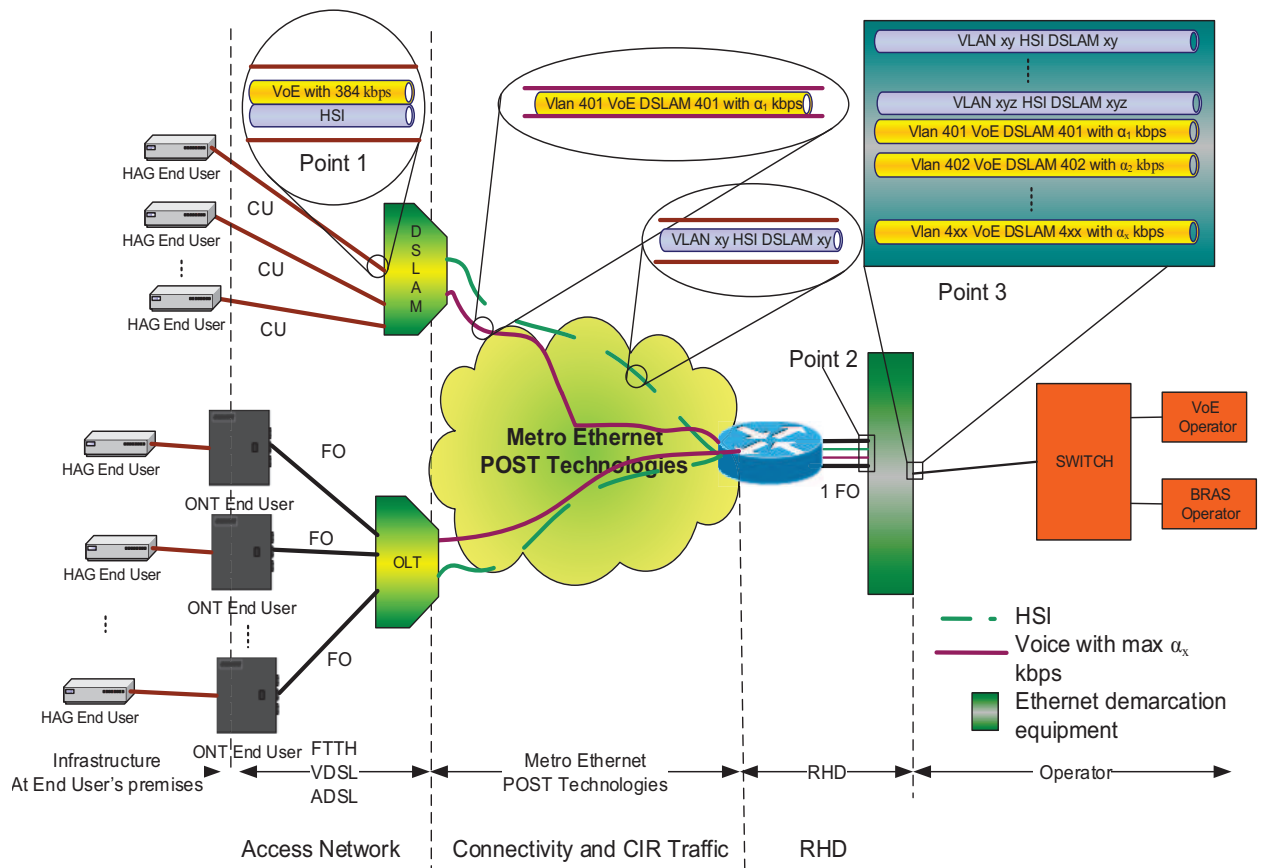 VoE with 384 kbps
HSI
Point 1
Vlan 401 VoE DSLAM 401 with α₁ kbps
VLAN xy HSI DSLAM xy
VLAN xy HSI DSLAM xy
VLAN xyz HSI DSLAM xyz
Vlan 401 VoE DSLAM 401 with α₁ kbps
Vlan 402 VoE DSLAM 402 with α₂ kbps
Vlan 4xx VoE DSLAM 4xx with αₓ kbps
Point 3
HAG End User
CU
HAG End User
CU
HAG End User
CU
DSLAM
Point 2
Metro Ethernet
POST Technologies
1 FO
SWITCH
VoE
Operator
BRAS
Operator
HAG End User
ONT End User
FO
HAG End User
ONT End User
FO
OLT
HAG End User
ONT End User
FO
HSI
Voice with max αₓ
kbps
Ethernet demarcation
equipment
Infrastructure
At End User's premises
FTTH
VDSL
ADSL
Metro Ethernet
POST Technologies
RHD
Operator
Access Network
Connectivity and CIR Traffic
RHD